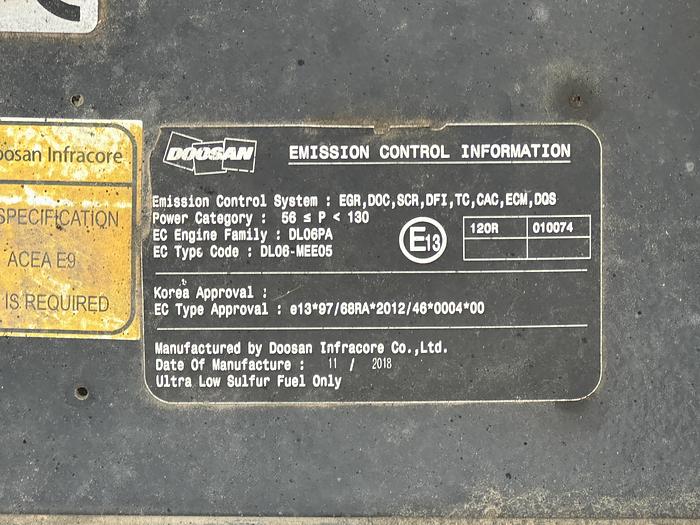 oosan Infracore
SPECIFICATION
ACEA E9
IS REQUIRED
DOOSAN
EMISSION CONTROL INFORMATION
Emission Control System : EGR,DOC,SCR,DFI,TC,CAC,ECM,DQS
Power Category : 56 ≤ P < 130
EC Engine Family : DL06PA
EC Type Code : DL06-MEE05
E13
120R 010074
Korea Approval :
EC Type Approval : e13*97/68RA*2012/46*0004*00
Manufactured by Doosan Infracore Co.,Ltd.
Date Of Manufacture : 11 / 2018
Ultra Low Sulfur Fuel Only